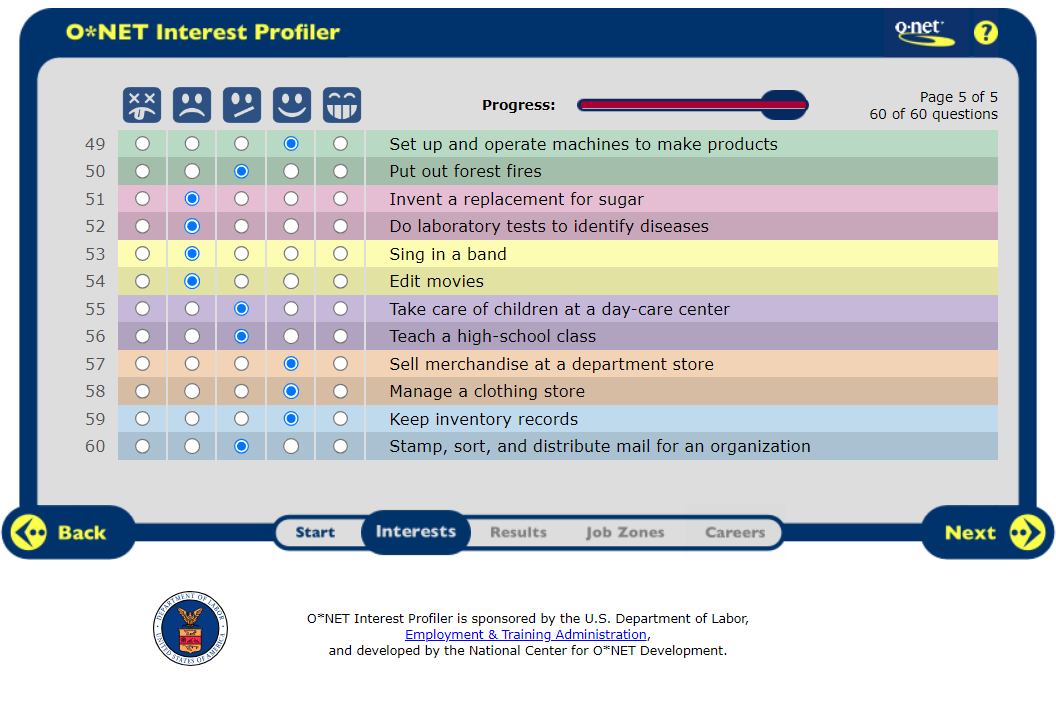 O*NET Interest Profiler
o·net
?
Progress:
Page 5 of 5
60 of 60 questions
49 Set up and operate machines to make products
50 Put out forest fires
51 Invent a replacement for sugar
52 Do laboratory tests to identify diseases
53 Sing in a band
54 Edit movies
55 Take care of children at a day-care center
56 Teach a high-school class
57 Sell merchandise at a department store
58 Manage a clothing store
59 Keep inventory records
60 Stamp, sort, and distribute mail for an organization
Back
Start
Interests
Results
Job Zones
Careers
Next
DEPARTMENT OF LABOR
UNITED STATES OF AMERICA
O*NET Interest Profiler is sponsored by the U.S. Department of Labor,
Employment & Training Administration,
and developed by the National Center for O*NET Development.